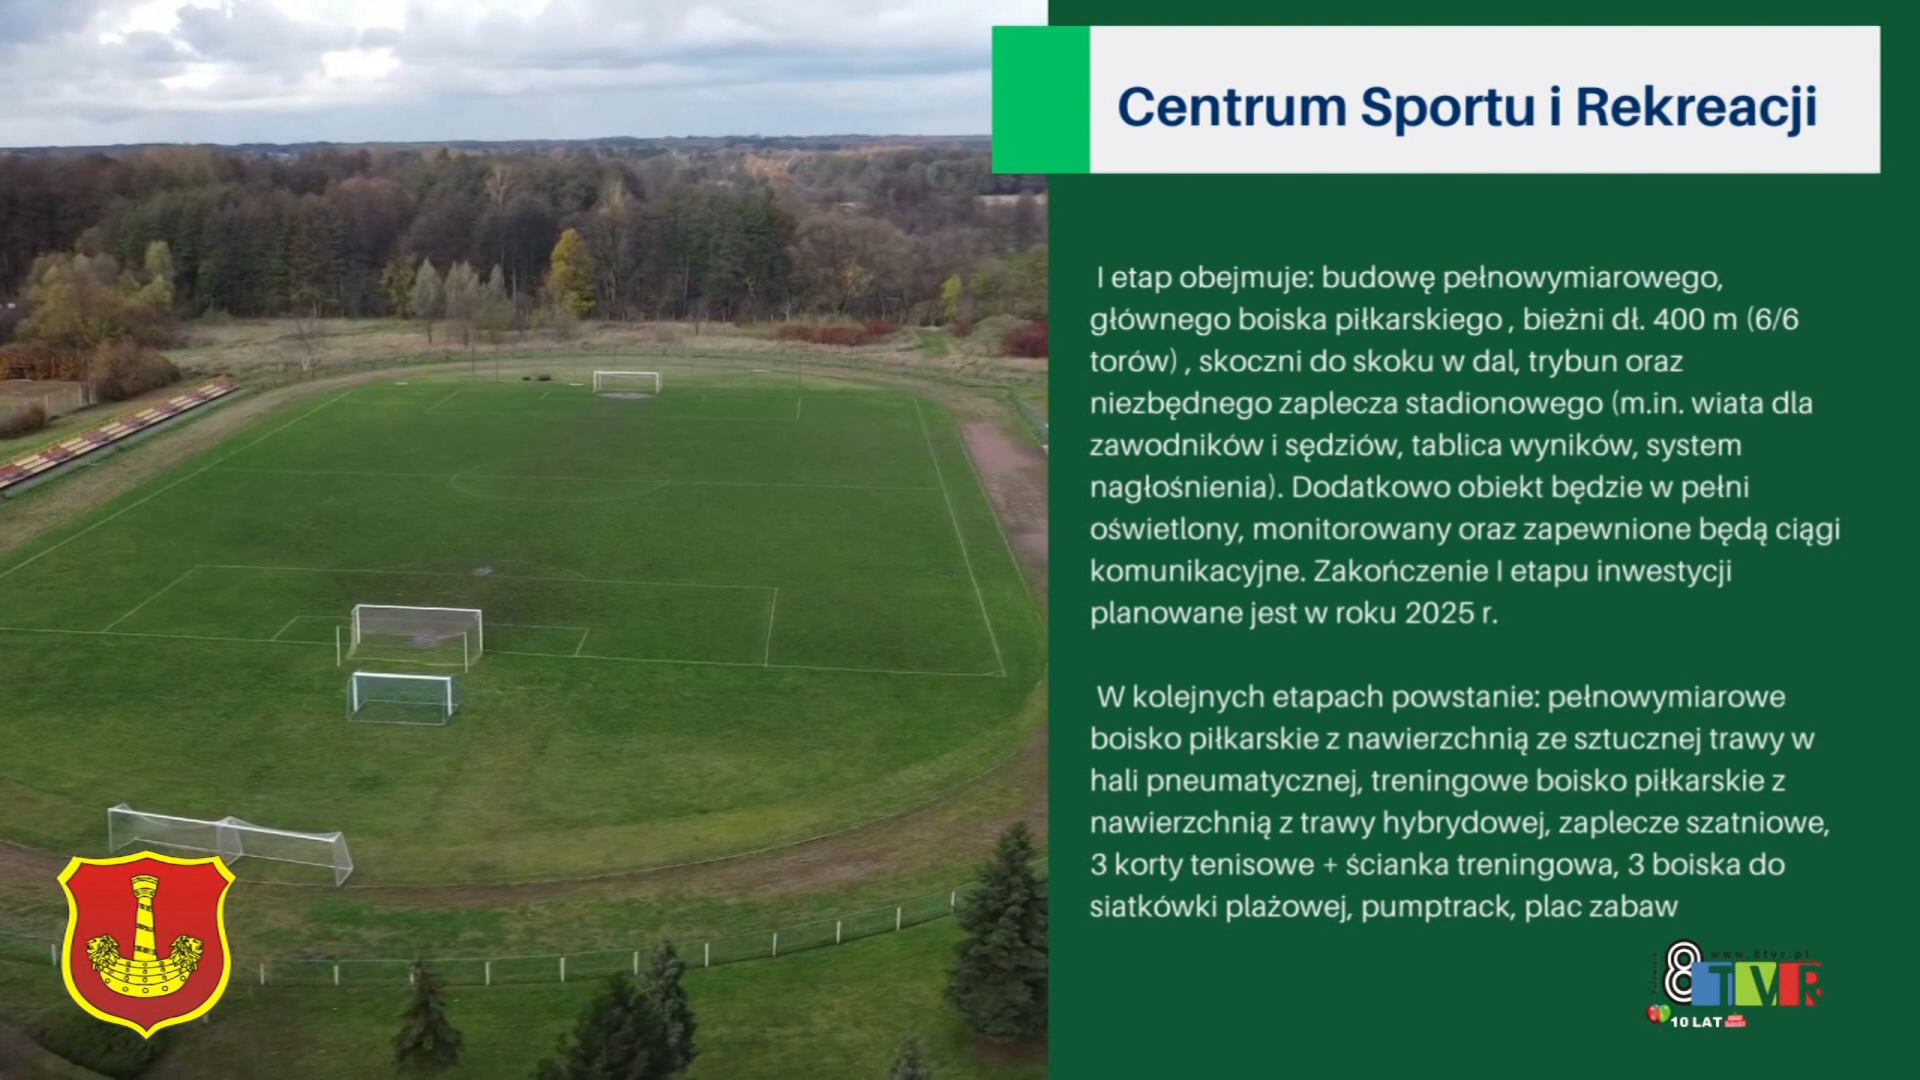 Centrum Sportu i Rekreacji
I etap obejmuje: budowę pełnowymiarowego,
głównego boiska piłkarskiego , bieżni dł. 400 m (6/6
torów) , skoczni do skoku w dal, trybun oraz
niezbędnego zaplecza stadionowego (m.in. wiata dla
zawodników i sędziów, tablica wyników, system
nagłośnienia). Dodatkowo obiekt będzie w pełni
oświetlony, monitorowany oraz zapewnione będą ciągi
komunikacyjne. Zakończenie I etapu inwestycji
planowane jest w roku 2025 r.
W kolejnych etapach powstanie: pełnowymiarowe
boisko piłkarskie z nawierzchnią ze sztucznej trawy w
hali pneumatycznej, treningowe boisko piłkarskie z
nawierzchnią z trawy hybrydowej, zaplecze szatniowe,
3 korty tenisowe + ścianka treningowa, 3 boiska do
siatkówki plażowej, pumptrack, plac zabaw
www.8tvr.pl
8TVR
10 LAT